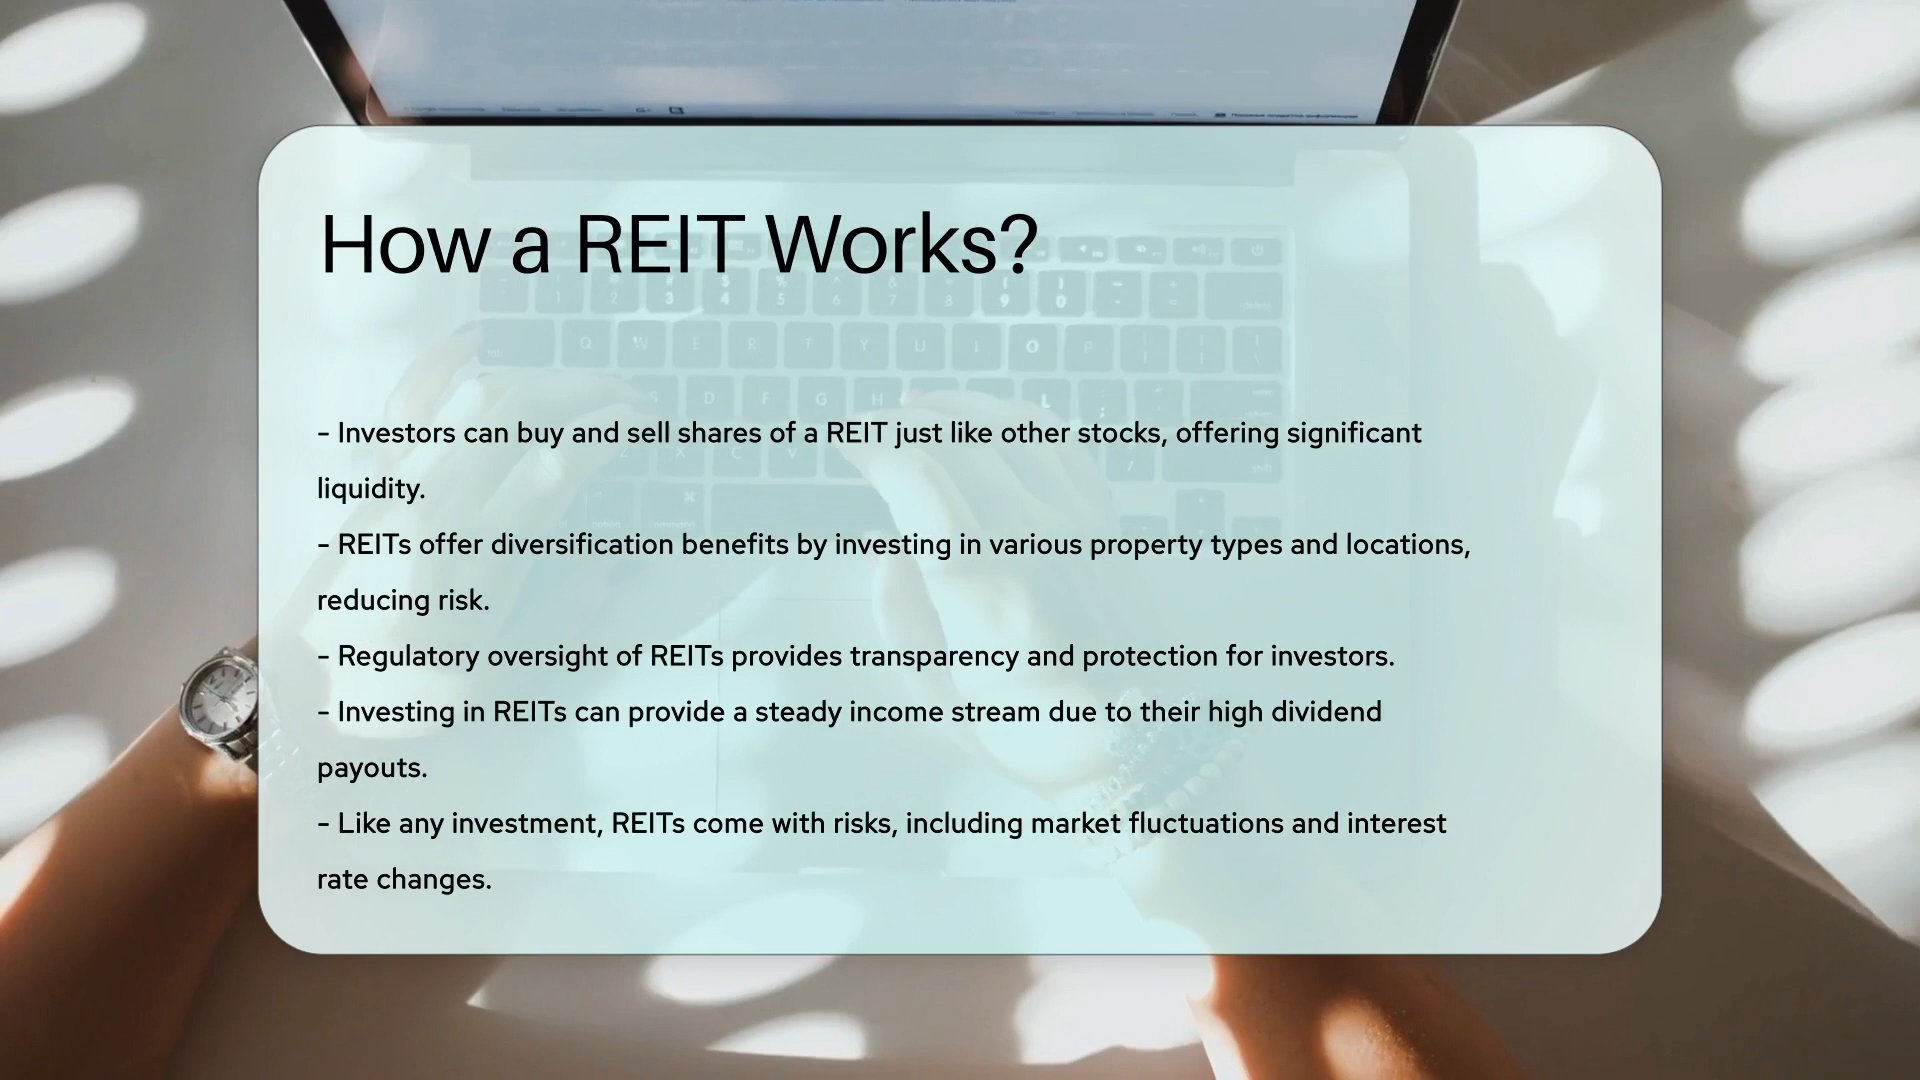 How a REIT Works?
- Investors can buy and sell shares of a REIT just like other stocks, offering significant
liquidity.
- REITs offer diversification benefits by investing in various property types and locations,
reducing risk.
- Regulatory oversight of REITs provides transparency and protection for investors.
- Investing in REITs can provide a steady income stream due to their high dividend
payouts.
- Like any investment, REITs come with risks, including market fluctuations and interest
rate changes.